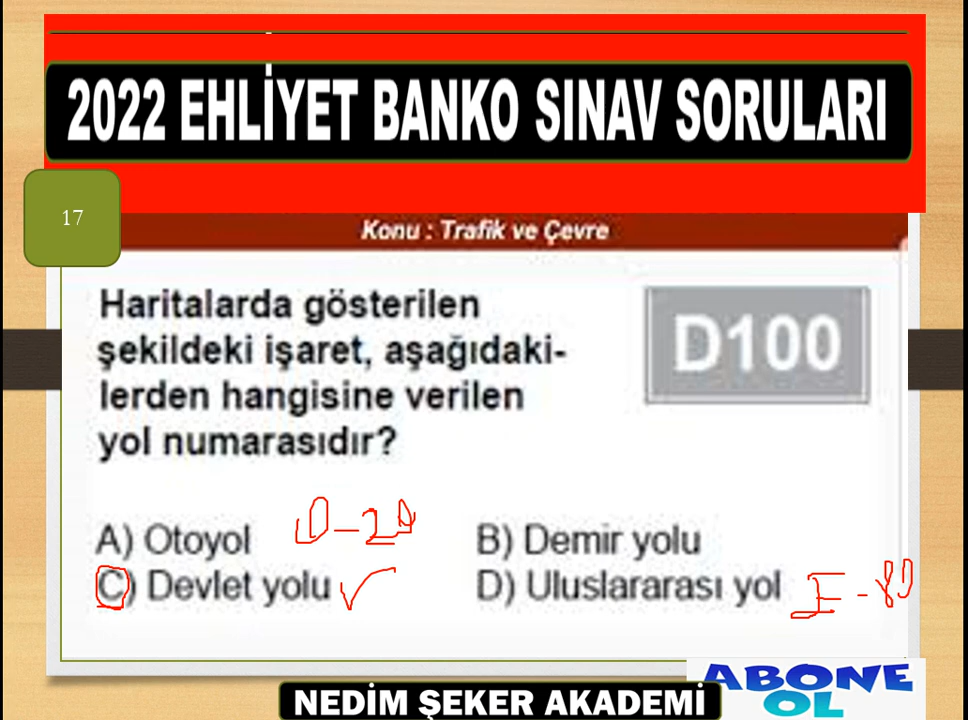 2022 EHLİYET BANKO SINAV SORULARI
17
Konu : Trafik ve Çevre
Haritalarda gösterilen
şekildeki işaret, aşağıdaki-
lerden hangisine verilen
yol numarasıdır?
D100
A) Otoyol
B) Demir yolu
C) Devlet yolu
D) Uluslararası yol
NEDİM ŞEKER AKADEMİ
ABONE
OL